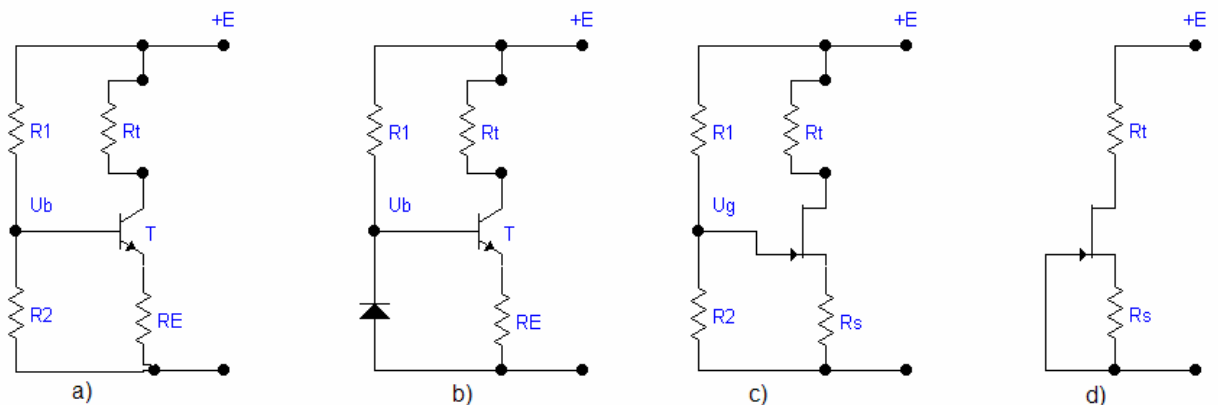 +E
R1
Rt
Ub
T
R2
RE
a)
+E
R1
Rt
Ub
T
RE
b)
+E
R1
Rt
Ug
R2
Rs
c)
+E
Rt
Rs
d)